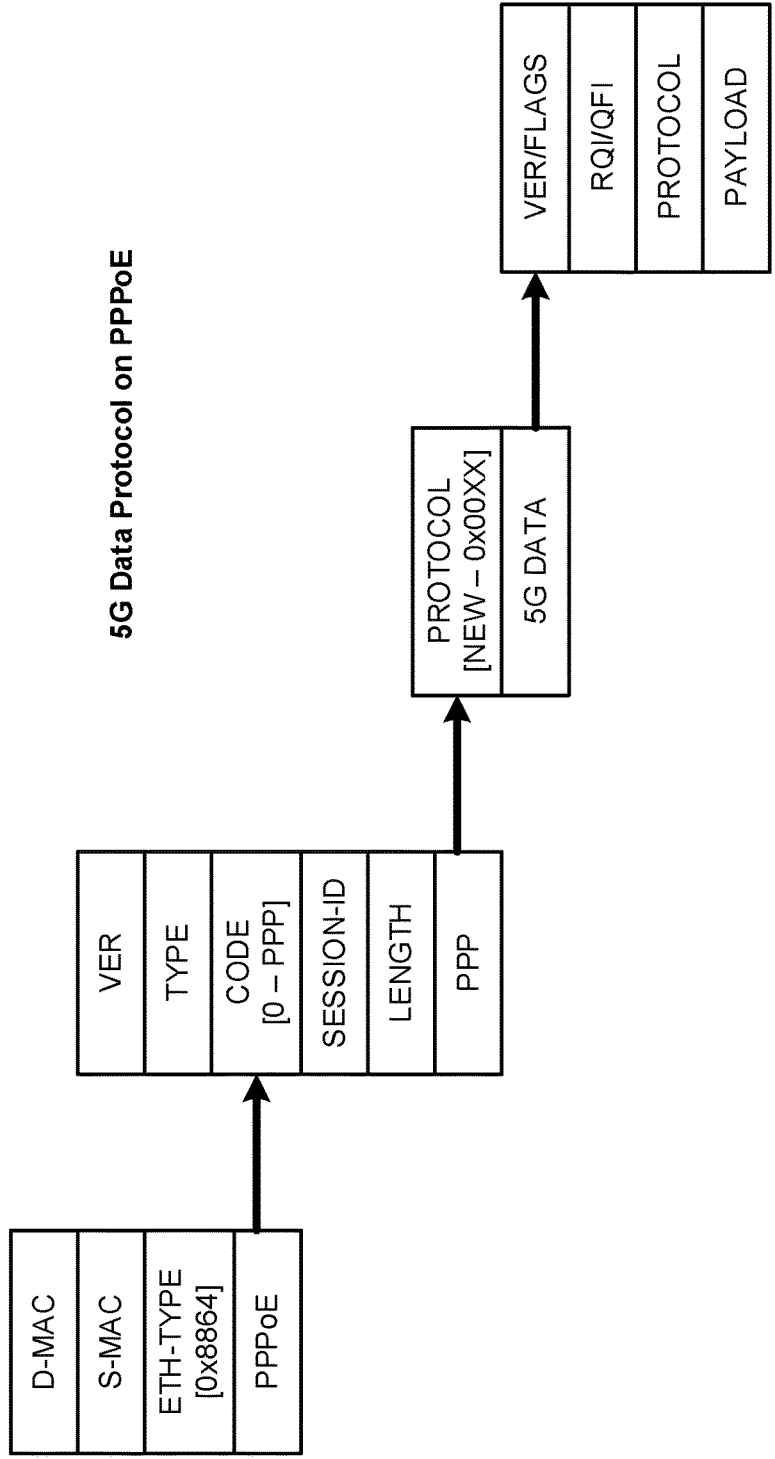 5G Data Protocol on PPPoE
D-MAC
S-MAC
ETH-TYPE
[0x8864]
PPPoE
VER
TYPE
CODE
[0 – PPP]
SESSION-ID
LENGTH
PPP
PROTOCOL
[NEW – 0x00XX]
5G DATA
VER/FLAGS
RQI/QFI
PROTOCOL
PAYLOAD